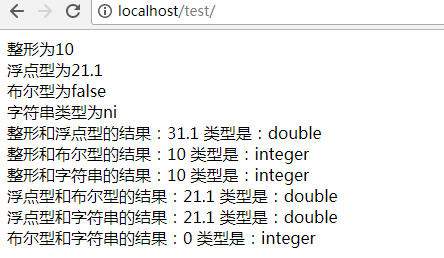 localhost/test/
整形为10
浮点型为21.1
布尔型为false
字符串类型为ni
整形和浮点型的结果：31.1 类型是：double
整形和布尔型的结果：10 类型是：integer
整形和字符串的结果：10 类型是：integer
浮点型和布尔型的结果：21.1 类型是：double
浮点型和字符串的结果：21.1 类型是：double
布尔型和字符串的结果：0 类型是：integer